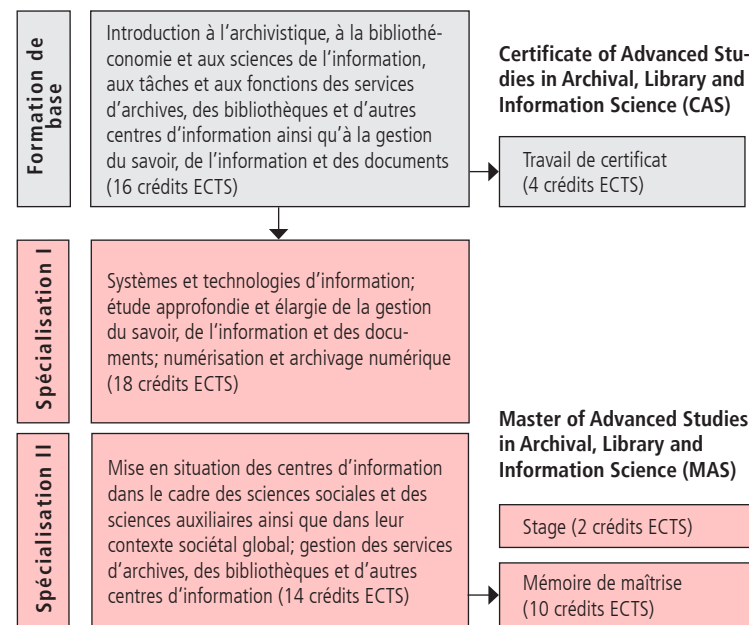 Formation de
base
Introduction à l'archivistique, à la bibliothé-
conomie et aux sciences de l'information,
aux tâches et aux fonctions des services
d'archives, des bibliothèques et d'autres
centres d'information ainsi qu'à la gestion
du savoir, de l'information et des documents
(16 crédits ECTS)
Certificate of Advanced Stu-
dies in Archival, Library and
Information Science (CAS)
Travail de certificat
(4 crédits ECTS)
Spécialisation I
Systèmes et technologies d'information;
étude approfondie et élargie de la gestion
du savoir, de l'information et des docu-
ments; numérisation et archivage numérique
(18 crédits ECTS)
Spécialisation II
Mise en situation des centres d'information
dans le cadre des sciences sociales et des
sciences auxiliaires ainsi que dans leur
contexte sociétal global; gestion des services
d'archives, des bibliothèques et d'autres
centres d'information (14 crédits ECTS)
Master of Advanced Studies
in Archival, Library and
Information Science (MAS)
Stage (2 crédits ECTS)
Mémoire de maîtrise
(10 crédits ECTS)